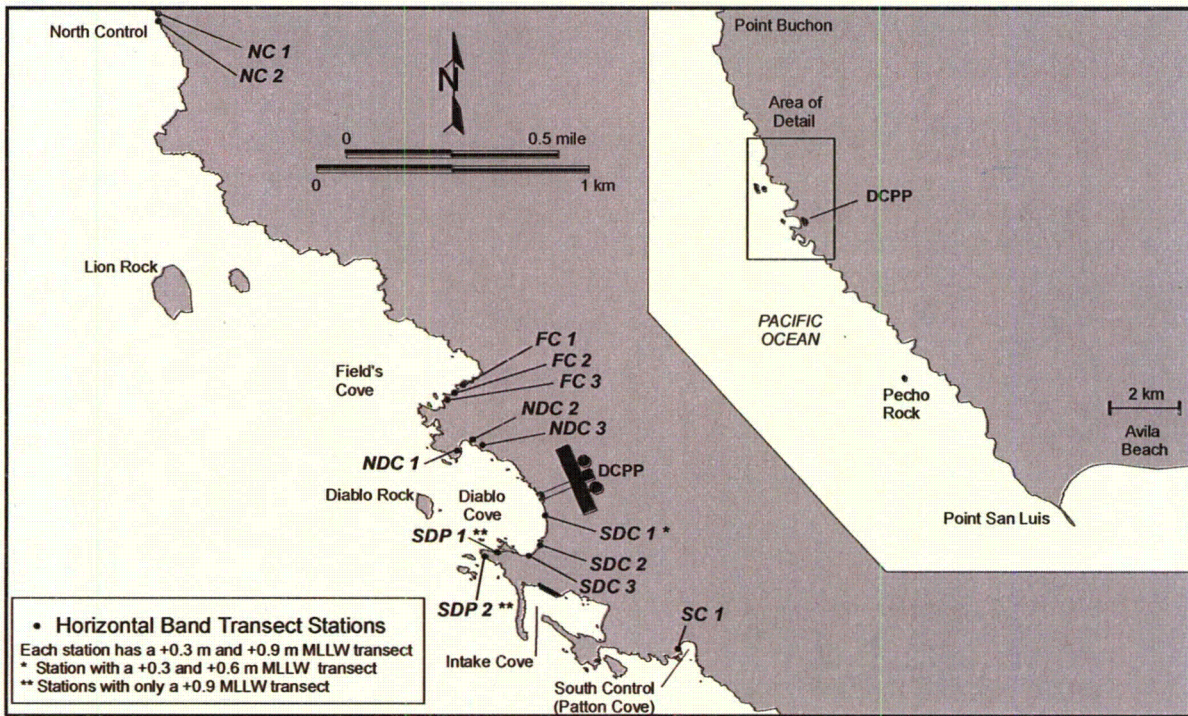 North Control
NC 1
NC 2
N
0
0.5 mile
0
1 km
Lion Rock
Field's
Cove
FC 1
FC 2
FC 3
NDC 2
NDC 3
NDC 1
DCPP
Diablo Rock
Diablo
Cove
SDP 1 **
SDC 1 *
SDC 2
SDC 3
SDP 2 **
SC 1
Intake Cove
South Control
(Patton Cove)
• Horizontal Band Transect Stations
Each station has a +0.3 m and +0.9 m MLLW transect
* Station with a +0.3 and +0.6 m MLLW transect
** Stations with only a +0.9 MLLW transect
Point Buchon
Area of
Detail
DCPP
PACIFIC
OCEAN
Pecho
Rock
2 km
Avila
Beach
Point San Luis